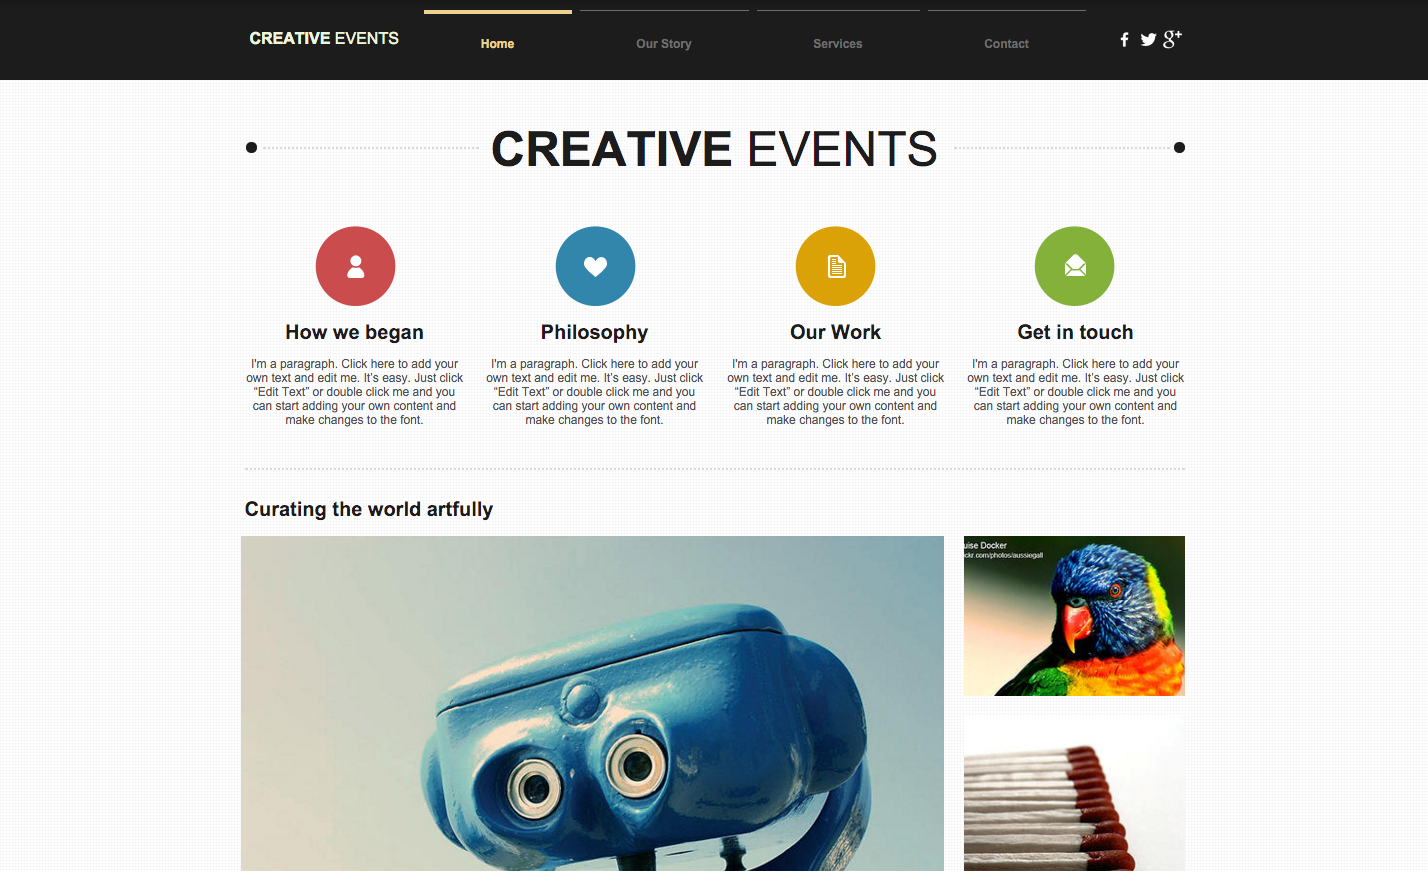 CREATIVE EVENTS
Home
Our Story
Services
Contact
CREATIVE EVENTS
How we began
I'm a paragraph. Click here to add your
own text and edit me. It's easy. Just click
“Edit Text” or double click me and you
can start adding your own content and
make changes to the font.
Philosophy
I'm a paragraph. Click here to add your
own text and edit me. It's easy. Just click
“Edit Text” or double click me and you
can start adding your own content and
make changes to the font.
Our Work
I'm a paragraph. Click here to add your
own text and edit me. It's easy. Just click
“Edit Text” or double click me and you
can start adding your own content and
make changes to the font.
Get in touch
I'm a paragraph. Click here to add your
own text and edit me. It's easy. Just click
“Edit Text” or double click me and you
can start adding your own content and
make changes to the font.
Curating the world artfully
uise Docker
ickr.com/photos/aussiegall